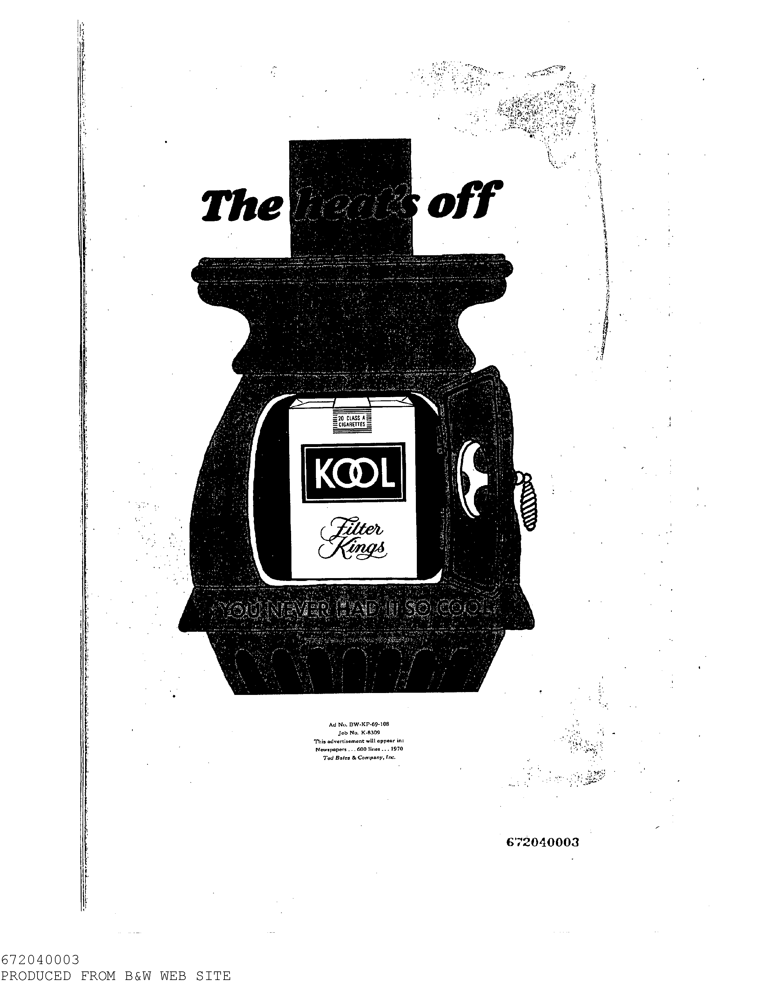 The heat's off
20 CLASS A
CIGARETTES
KOOL
Filter
Kings
YOU NEVER HAD IT SO COOL
Ad No. BW-KF-69-108
Job No. K-8309
This advertisement will appear in:
Newspapers . . . 600 lines . . . 1970
Ted Bates & Company, Inc.
672040003
672040003
PRODUCED FROM B&W WEB SITE